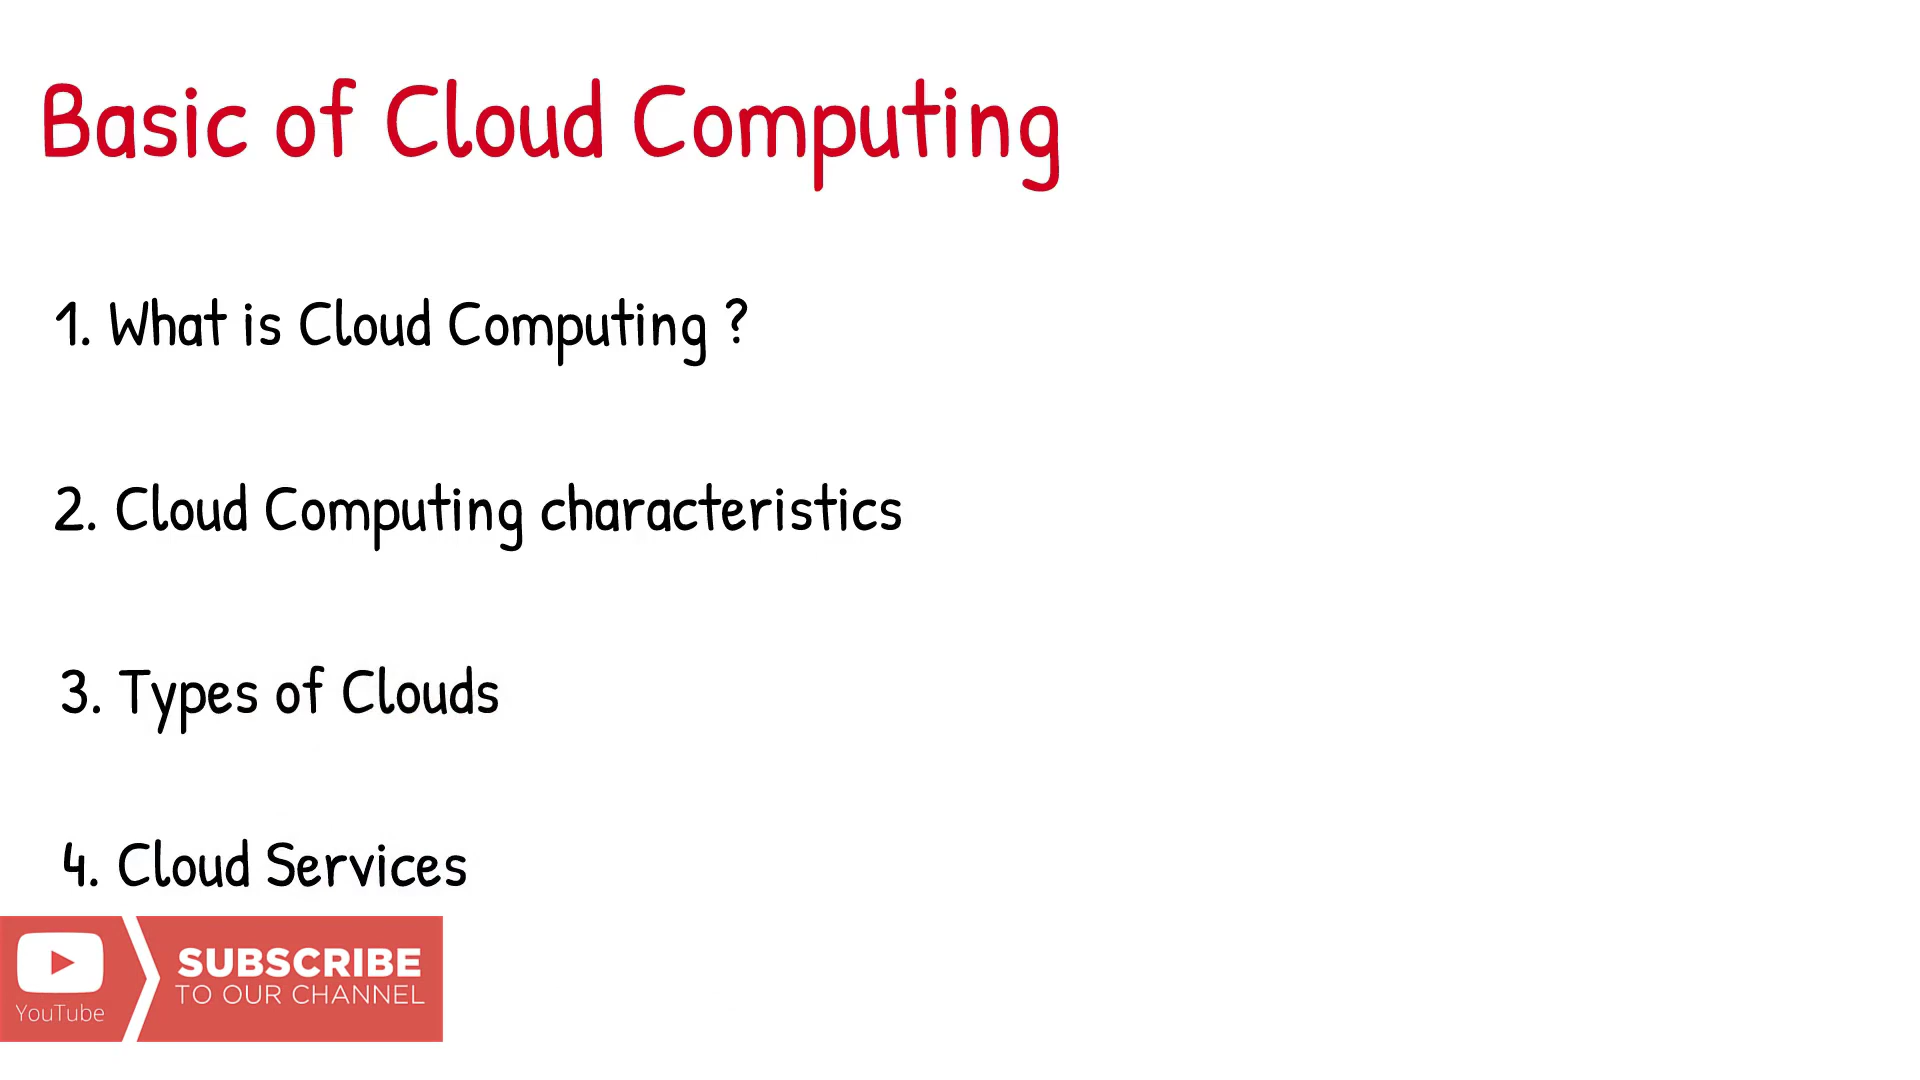 Basic of Cloud Computing
1. What is Cloud Computing ?
2. Cloud Computing characteristics
3. Types of Clouds
4. Cloud Services
SUBSCRIBE
TO OUR CHANNEL
YouTube